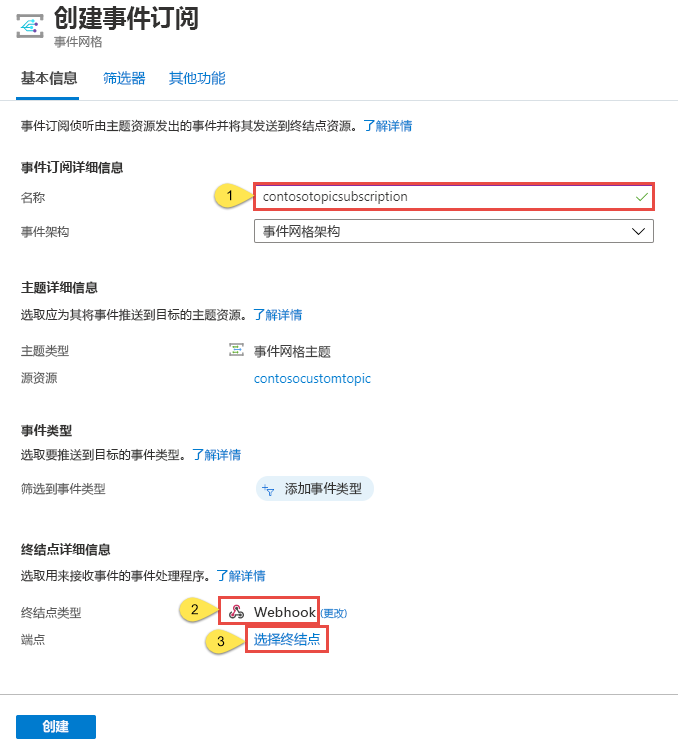 创建事件订阅
事件网格
基本信息 筛选器 其他功能
事件订阅侦听由主题资源发出的事件并将其发送到终结点资源。了解详情
事件订阅详细信息
名称 1 contosotopicsubscription
事件架构 事件网格架构
主题详细信息
选取应为其将事件推送到目标的主题资源。了解详情
主题类型 事件网格主题
源资源 contosocustomtopic
事件类型
选取要推送到目标的事件类型。了解详情
筛选到事件类型 添加事件类型
终结点详细信息
选取用来接收事件的事件处理程序。了解详情
终结点类型 2 Webhook (更改)
端点 3 选择终结点
创建